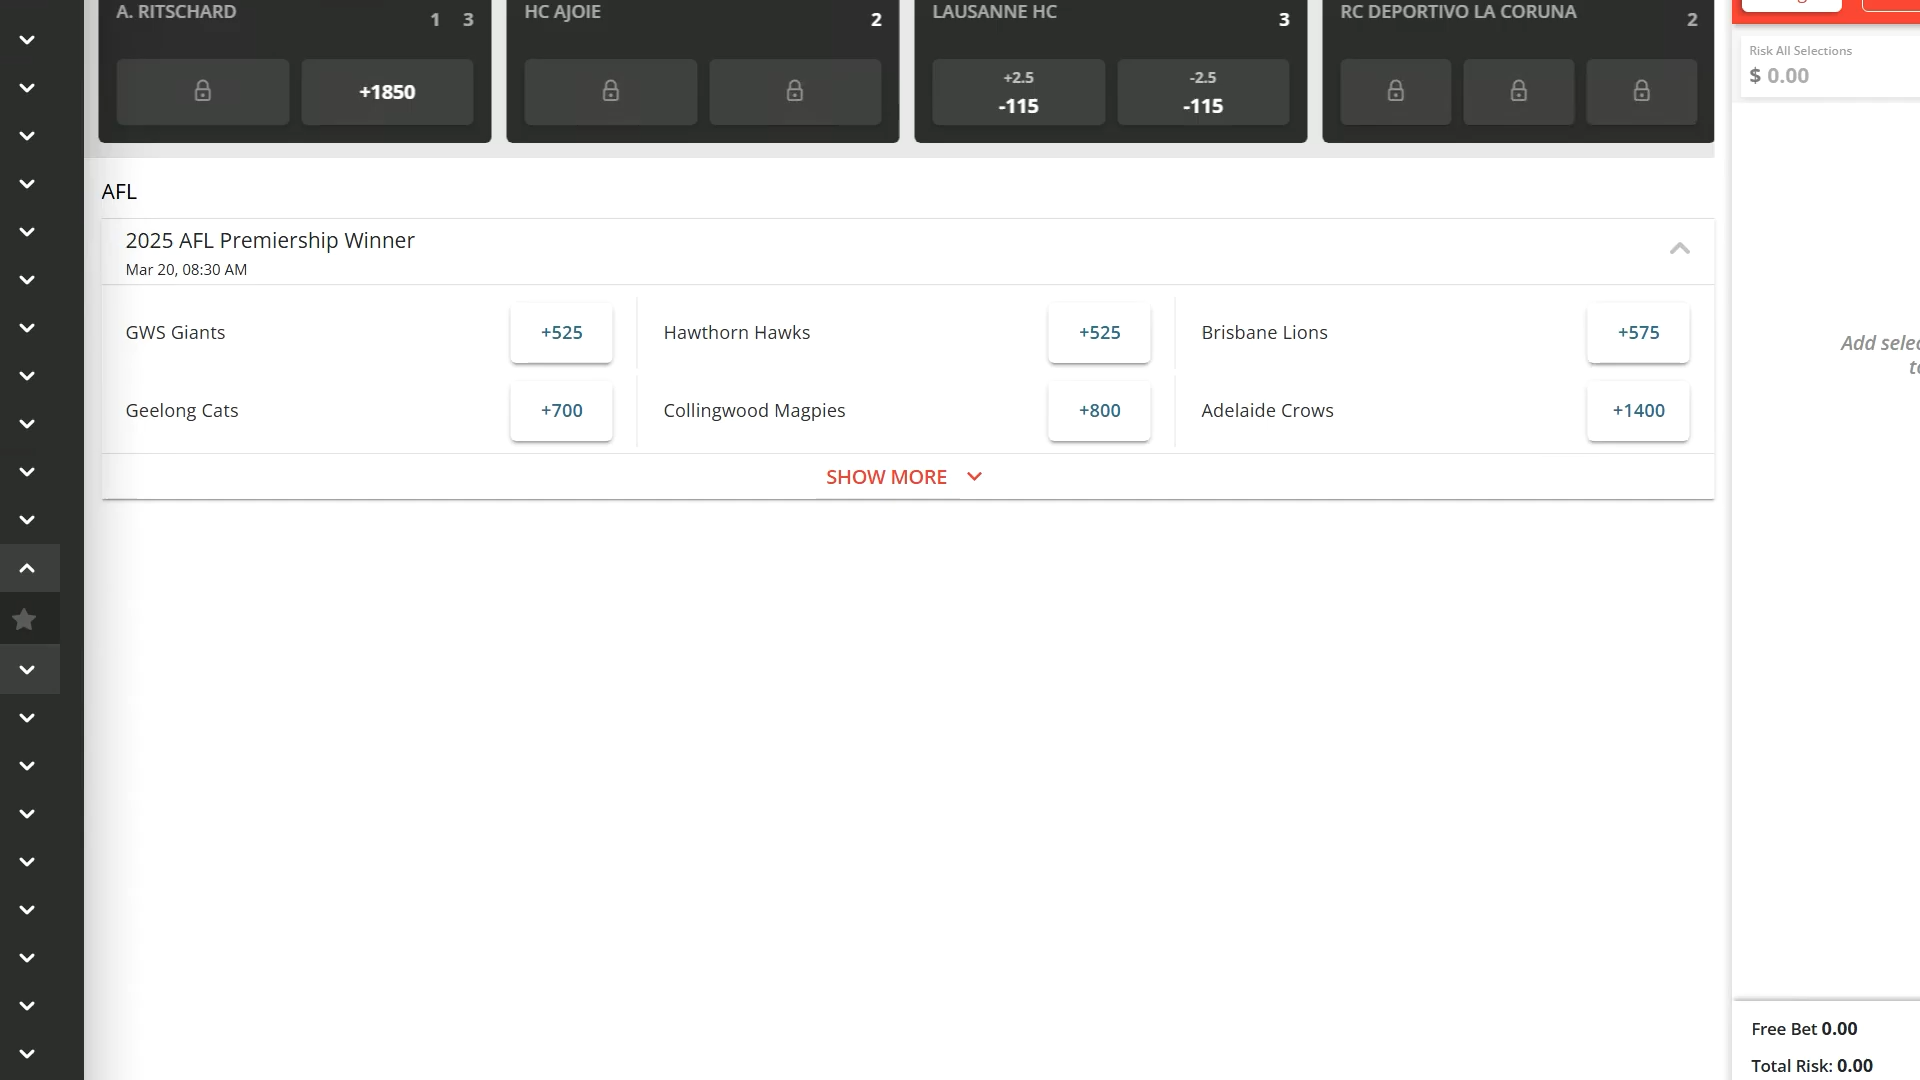 A. RITSCHARD 1 3
HC AJOIE 2
LAUSANNE HC 3
RC DEPORTIVO LA CORUNA 2
+1850
+2.5 -2.5
-115 -115
Risk All Selections
$ 0.00
AFL
2025 AFL Premiership Winner
Mar 20, 08:30 AM
GWS Giants +525 Hawthorn Hawks +525 Brisbane Lions +575
Geelong Cats +700 Collingwood Magpies +800 Adelaide Crows +1400
SHOW MORE
Add
Free Bet 0.00
Total Risk: 0.00